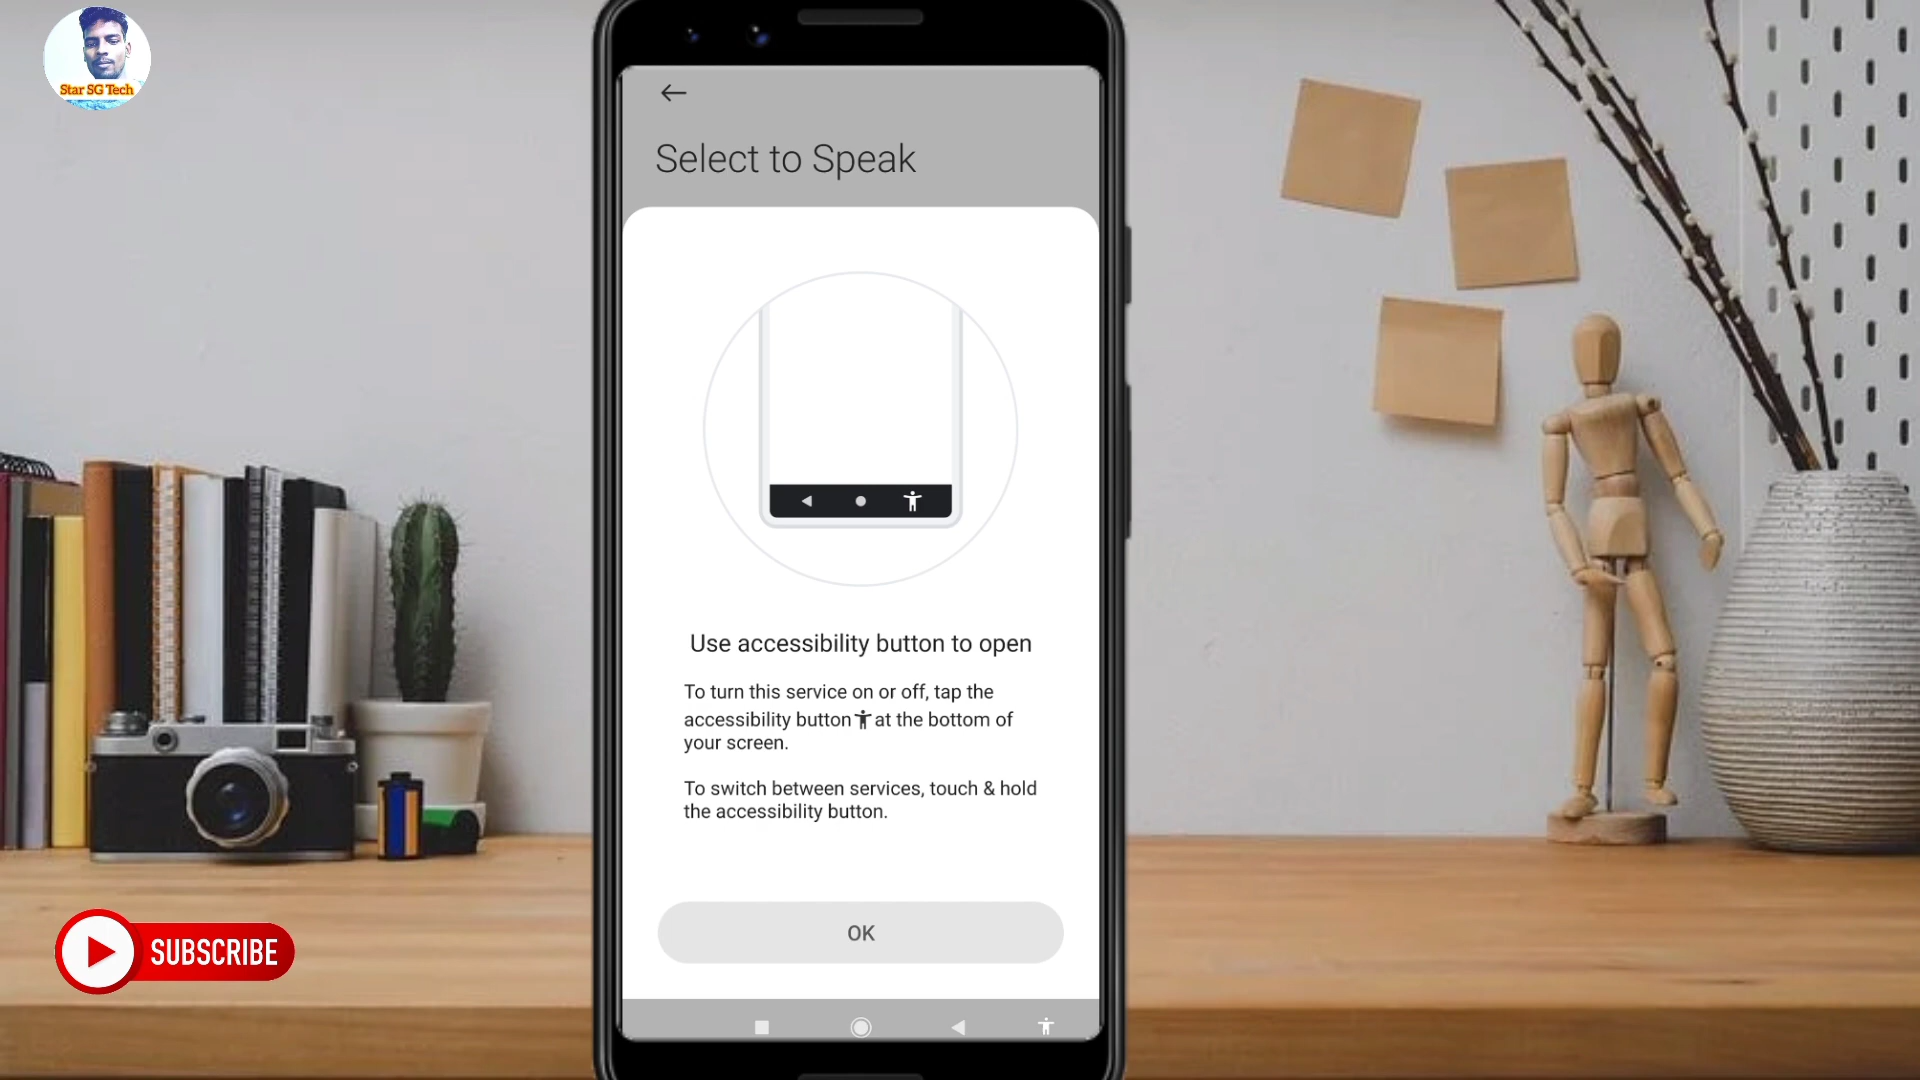 Star SG Tech
Select to Speak
Use accessibility button to open
To turn this service on or off, tap the
accessibility button at the bottom of
your screen.
To switch between services, touch & hold
the accessibility button.
OK
SUBSCRIBE